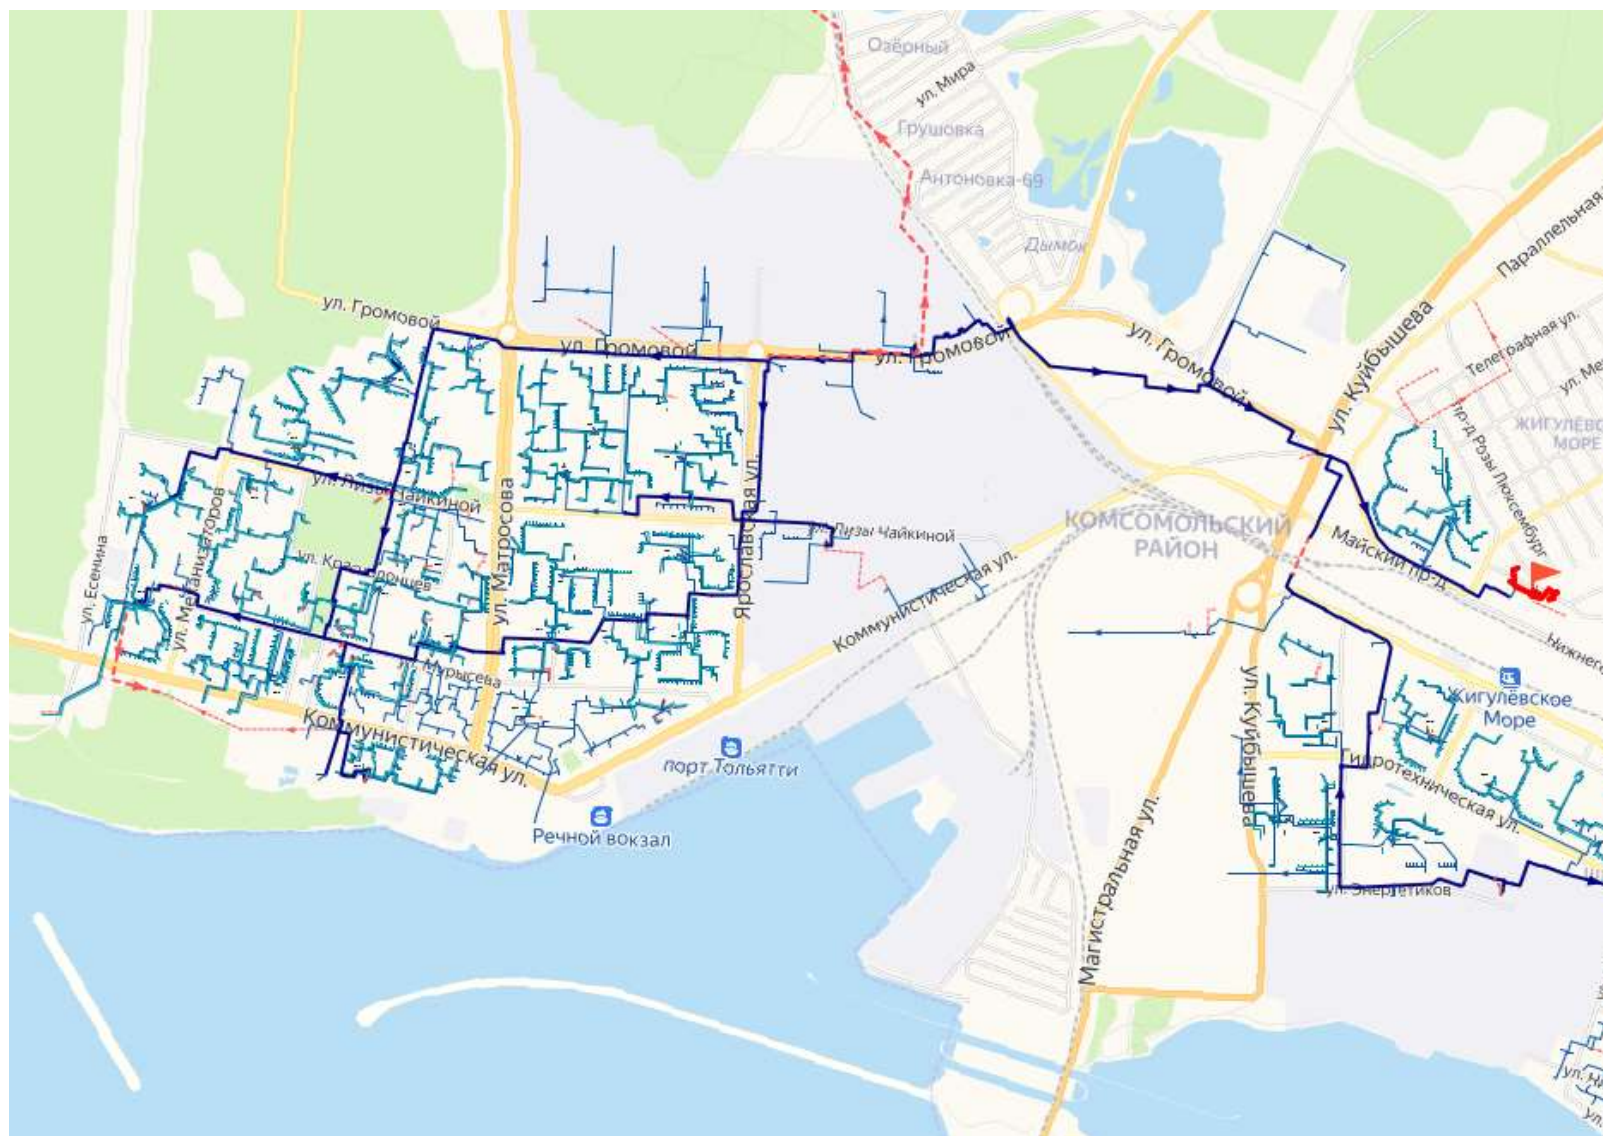 Озёрный
ул. Мира
Грушовка
Антоновка-69
Дымок
Параллельная
ул. Громовой
ул. Громовой
ул. Громовой
ул. Громовой
ул. Куйбышева
Телеграфная ул.
пр-д Розы Люксембург
ЖИГУЛЁВС
МОРЕ
ул. Лизы Чайкиной
ул. Лизы Чайкиной
ул. Механизаторов
ул. Матросова
Ярославская ул.
КОМСОМОЛЬСКИЙ
РАЙОН
Майский пр-д
ул. Есенина
Коммунистическая ул.
ул. Мурысева
Нижнего
Жигулёвское
Море
Коммунистическая ул.
порт Тольятти
ул. Куйбышева
Гидротехническая ул.
Речной вокзал
Магистральная ул.
ул. Энергетиков